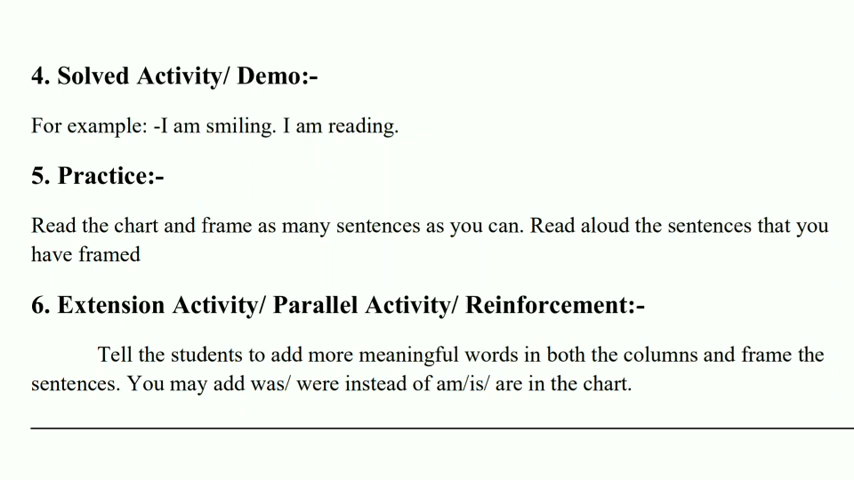 4. Solved Activity/ Demo:-
For example: -I am smiling. I am reading.
5. Practice:-
Read the chart and frame as many sentences as you can. Read aloud the sentences that you
have framed
6. Extension Activity/ Parallel Activity/ Reinforcement:-
Tell the students to add more meaningful words in both the columns and frame the
sentences. You may add was/ were instead of am/is/ are in the chart.